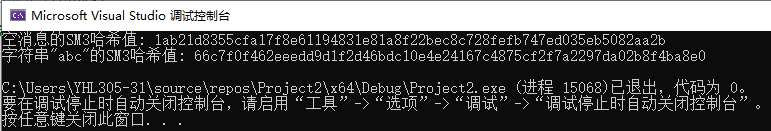 Microsoft Visual Studio 调试控制台
空消息的SM3哈希值: 1ab21d8355cfa17f8e61194831e81a8f22bec8c728fefb747ed035eb5082aa2b
字符串"abc"的SM3哈希值: 66c7f0f462eeedd9d1f2d46bdc10e4e24167c4875cf2f7a2297da02b8f4ba8e0
C:\Users\YHL305-31\source\repos\Project2\x64\Debug\Project2.exe (进程 15068)已退出，代码为 0。
要在调试停止时自动关闭控制台，请启用“工具”->“选项”->“调试”->“调试停止时自动关闭控制台”。
按任意键关闭此窗口. . .